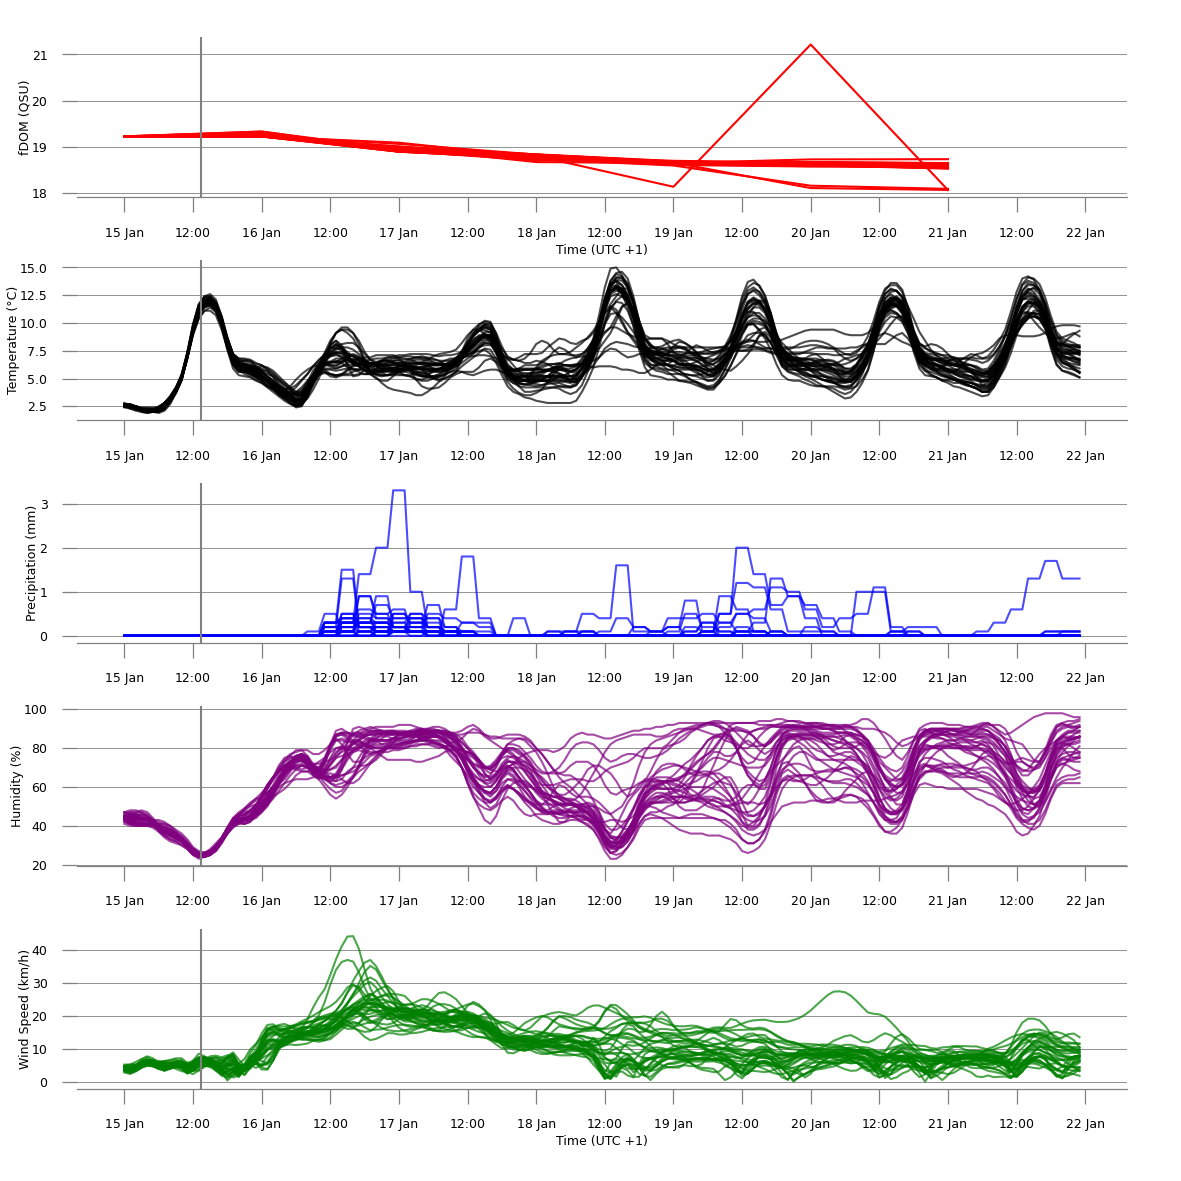 21
20
19
18
fDOM (QSU)
15 Jan 12:00 16 Jan 12:00 17 Jan 12:00 18 Jan 12:00 19 Jan 12:00 20 Jan 12:00 21 Jan 12:00 22 Jan
Time (UTC +1)
15.0
12.5
10.0
7.5
5.0
2.5
Temperature (°C)
15 Jan 12:00 16 Jan 12:00 17 Jan 12:00 18 Jan 12:00 19 Jan 12:00 20 Jan 12:00 21 Jan 12:00 22 Jan
3
2
1
0
Precipitation (mm)
15 Jan 12:00 16 Jan 12:00 17 Jan 12:00 18 Jan 12:00 19 Jan 12:00 20 Jan 12:00 21 Jan 12:00 22 Jan
100
80
60
40
20
Humidity (%)
15 Jan 12:00 16 Jan 12:00 17 Jan 12:00 18 Jan 12:00 19 Jan 12:00 20 Jan 12:00 21 Jan 12:00 22 Jan
40
30
20
10
0
Wind Speed (km/h)
15 Jan 12:00 16 Jan 12:00 17 Jan 12:00 18 Jan 12:00 19 Jan 12:00 20 Jan 12:00 21 Jan 12:00 22 Jan
Time (UTC +1)